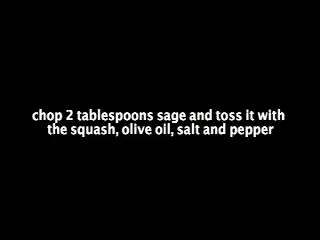 chop 2 tablespoons sage and toss it with
the squash, olive oil, salt and pepper